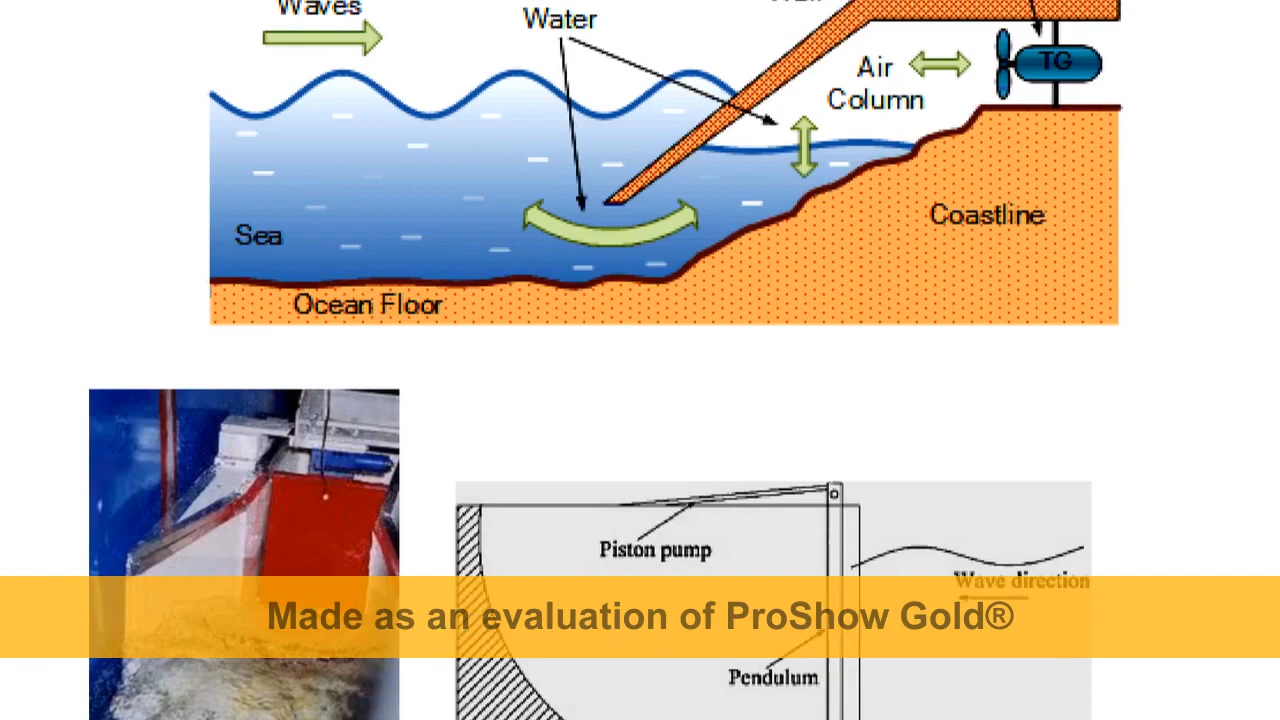 Waves
Water
Wall
Air
Column
TG
Sea
Coastline
Ocean Floor
Piston pump
Wave direction
Made as an evaluation of ProShow Gold®
Pendulum